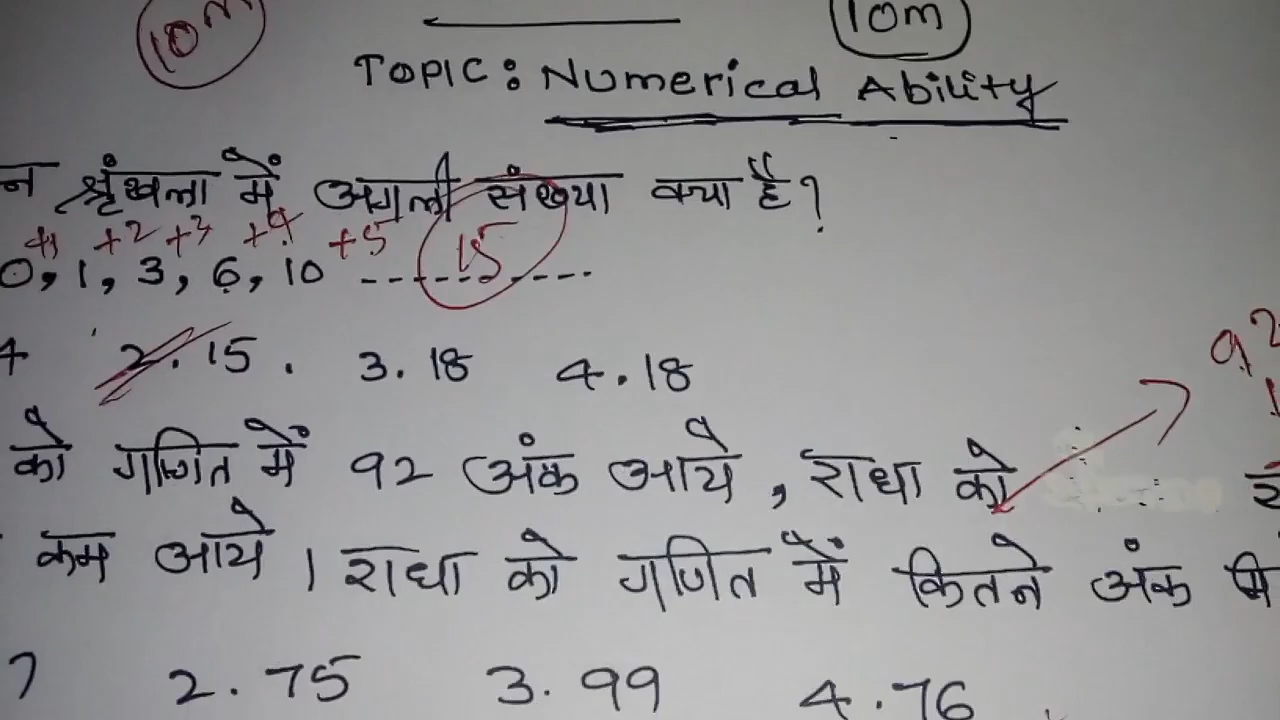 10m 10m
TOPIC: Numerical Ability
न श्रृंखला में अगली संख्या क्या है?
+1 +2 +3 +4 +5
0, 1, 3, 6, 10 --------- 15
4 2. 15. 3. 18 4. 18
को गणित में 92 अंक आये, राधा को
कम आये। राधा को गणित में कितने अंक
2. 75 3. 99 4. 76